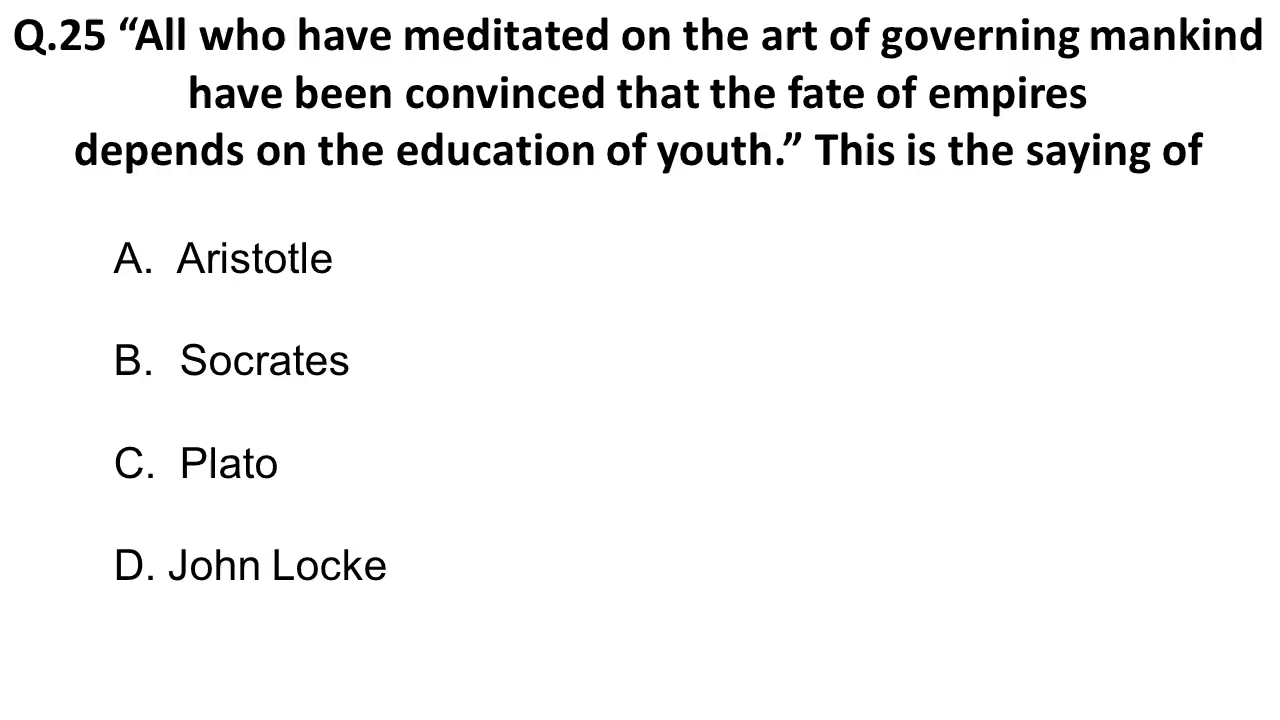 Q.25 “All who have meditated on the art of governing mankind
have been convinced that the fate of empires
depends on the education of youth.” This is the saying of
A. Aristotle
B. Socrates
C. Plato
D. John Locke